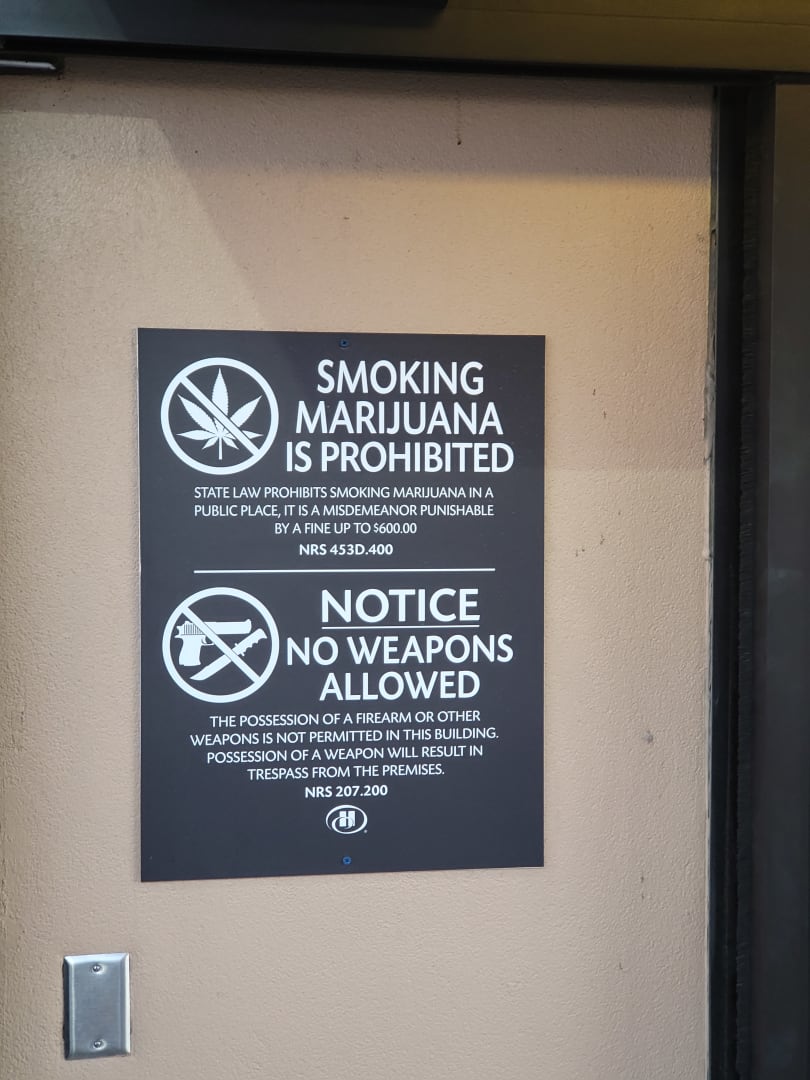 SMOKING
MARIJUANA
IS PROHIBITED
STATE LAW PROHIBITS SMOKING MARIJUANA IN A
PUBLIC PLACE, IT IS A MISDEMEANOR PUNISHABLE
BY A FINE UP TO $600.00
NRS 453D.400
NOTICE
NO WEAPONS
ALLOWED
THE POSSESSION OF A FIREARM OR OTHER
WEAPONS IS NOT PERMITTED IN THIS BUILDING.
POSSESSION OF A WEAPON WILL RESULT IN
TRESPASS FROM THE PREMISES.
NRS 207.200
H